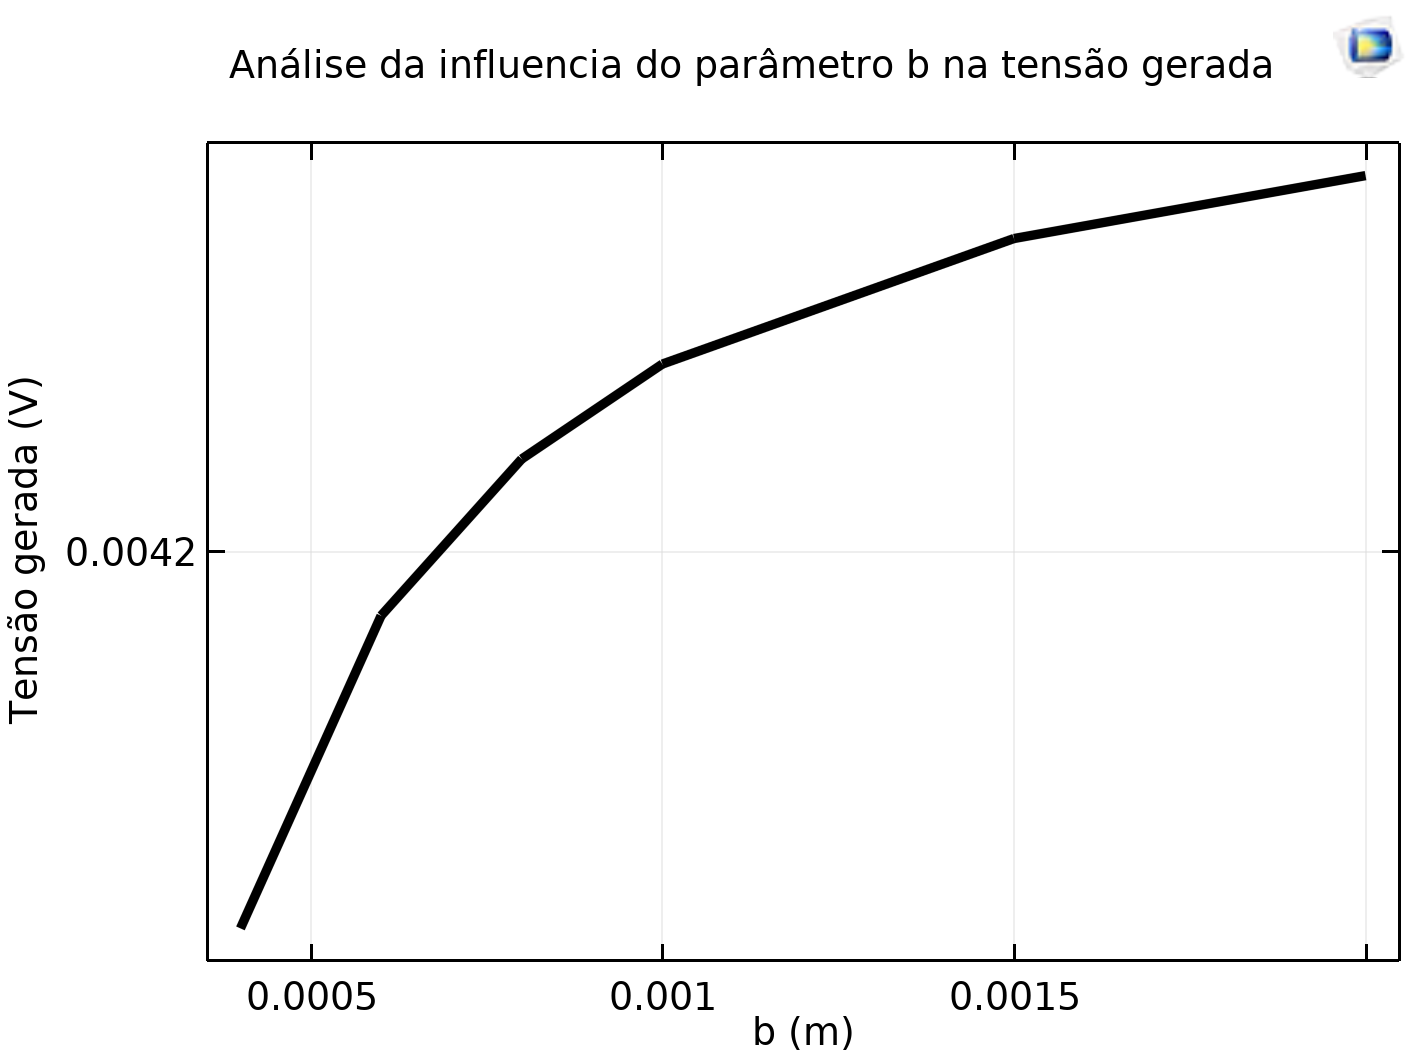 Análise da influencia do parâmetro b na tensão gerada
Tensão gerada (V)
0.0042
0.0005 0.001 0.0015
b (m)